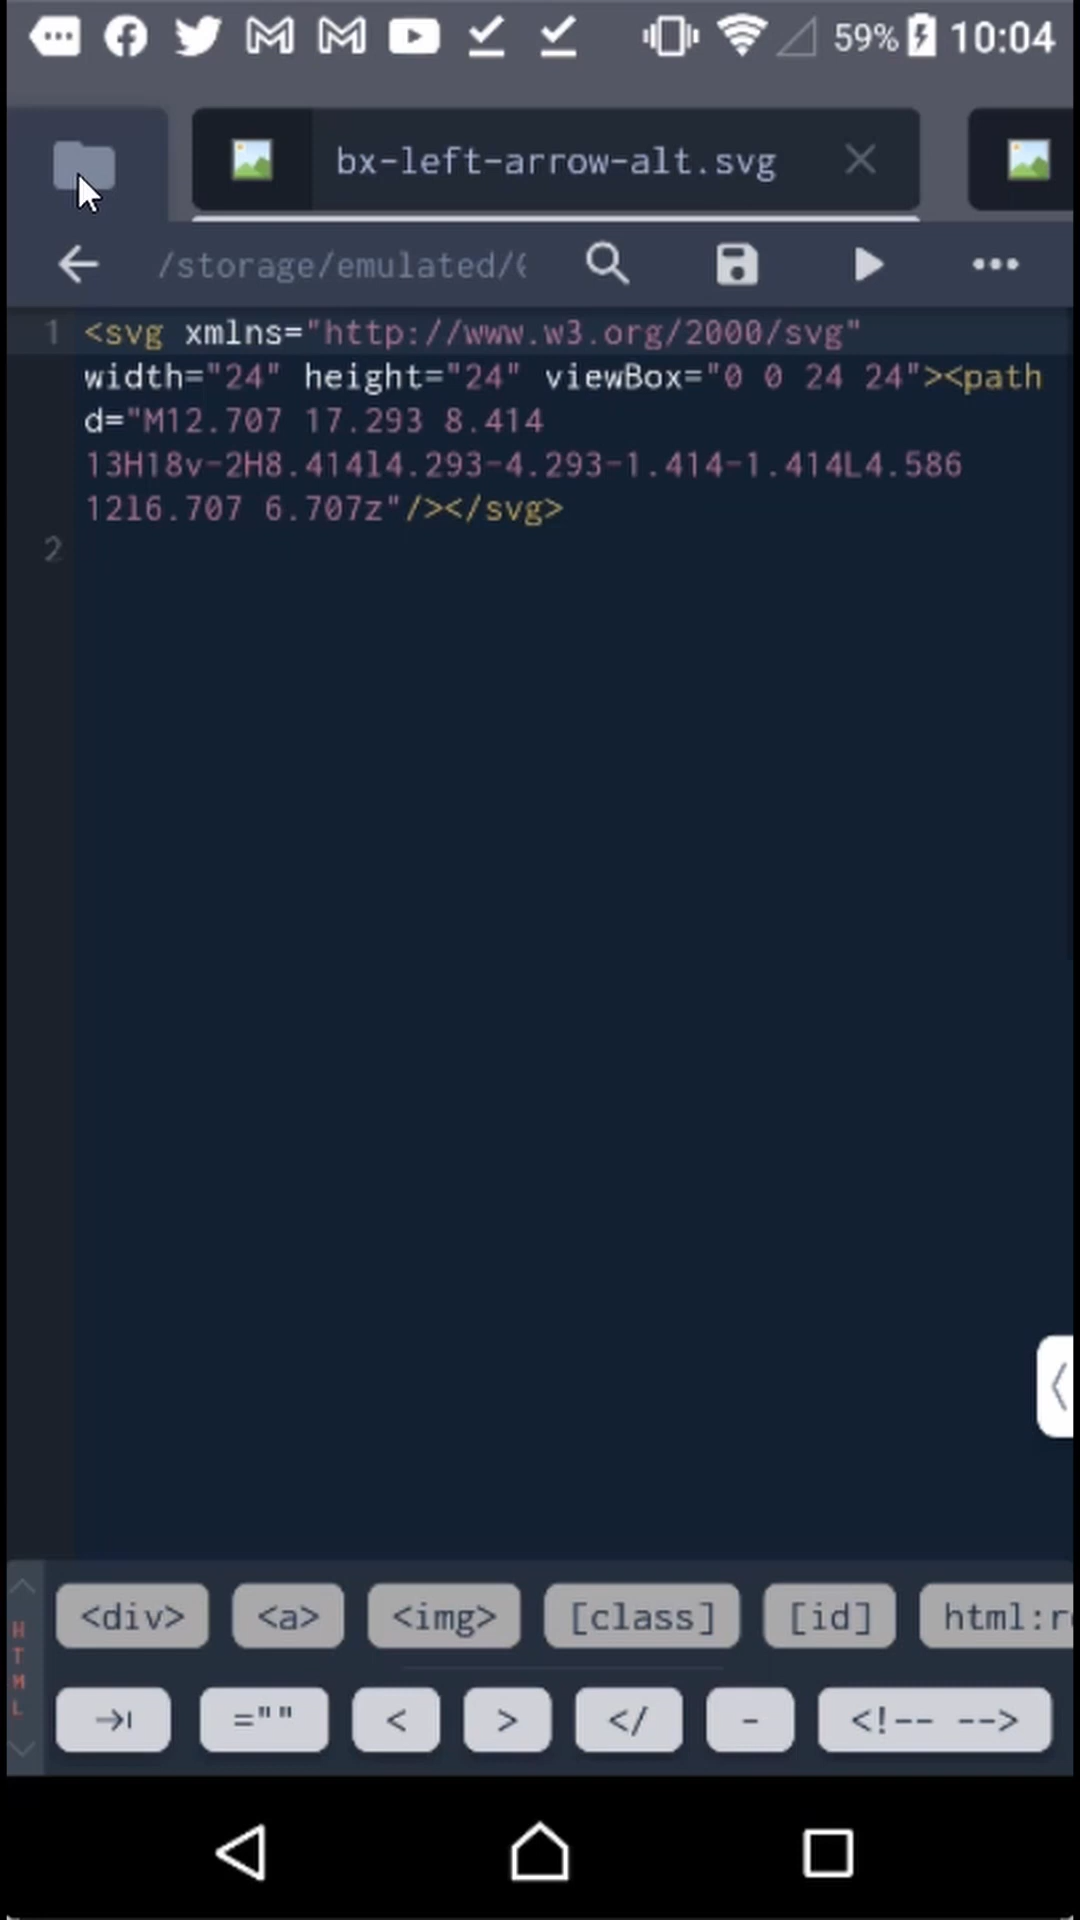 59% 10:04
bx-left-arrow-alt.svg
/storage/emulated/
1 <svg xmlns="http://www.w3.org/2000/svg"
width="24" height="24" viewBox="0 0 24 24"><path
d="M12.707 17.293 8.414
13H18v-2H8.414l4.293-4.293-1.414-1.414L4.586
12l6.707 6.707z"/></svg>
2
<div> <a> <img> [class] [id] html:r
HTML
="" < > </ - <!-- -->